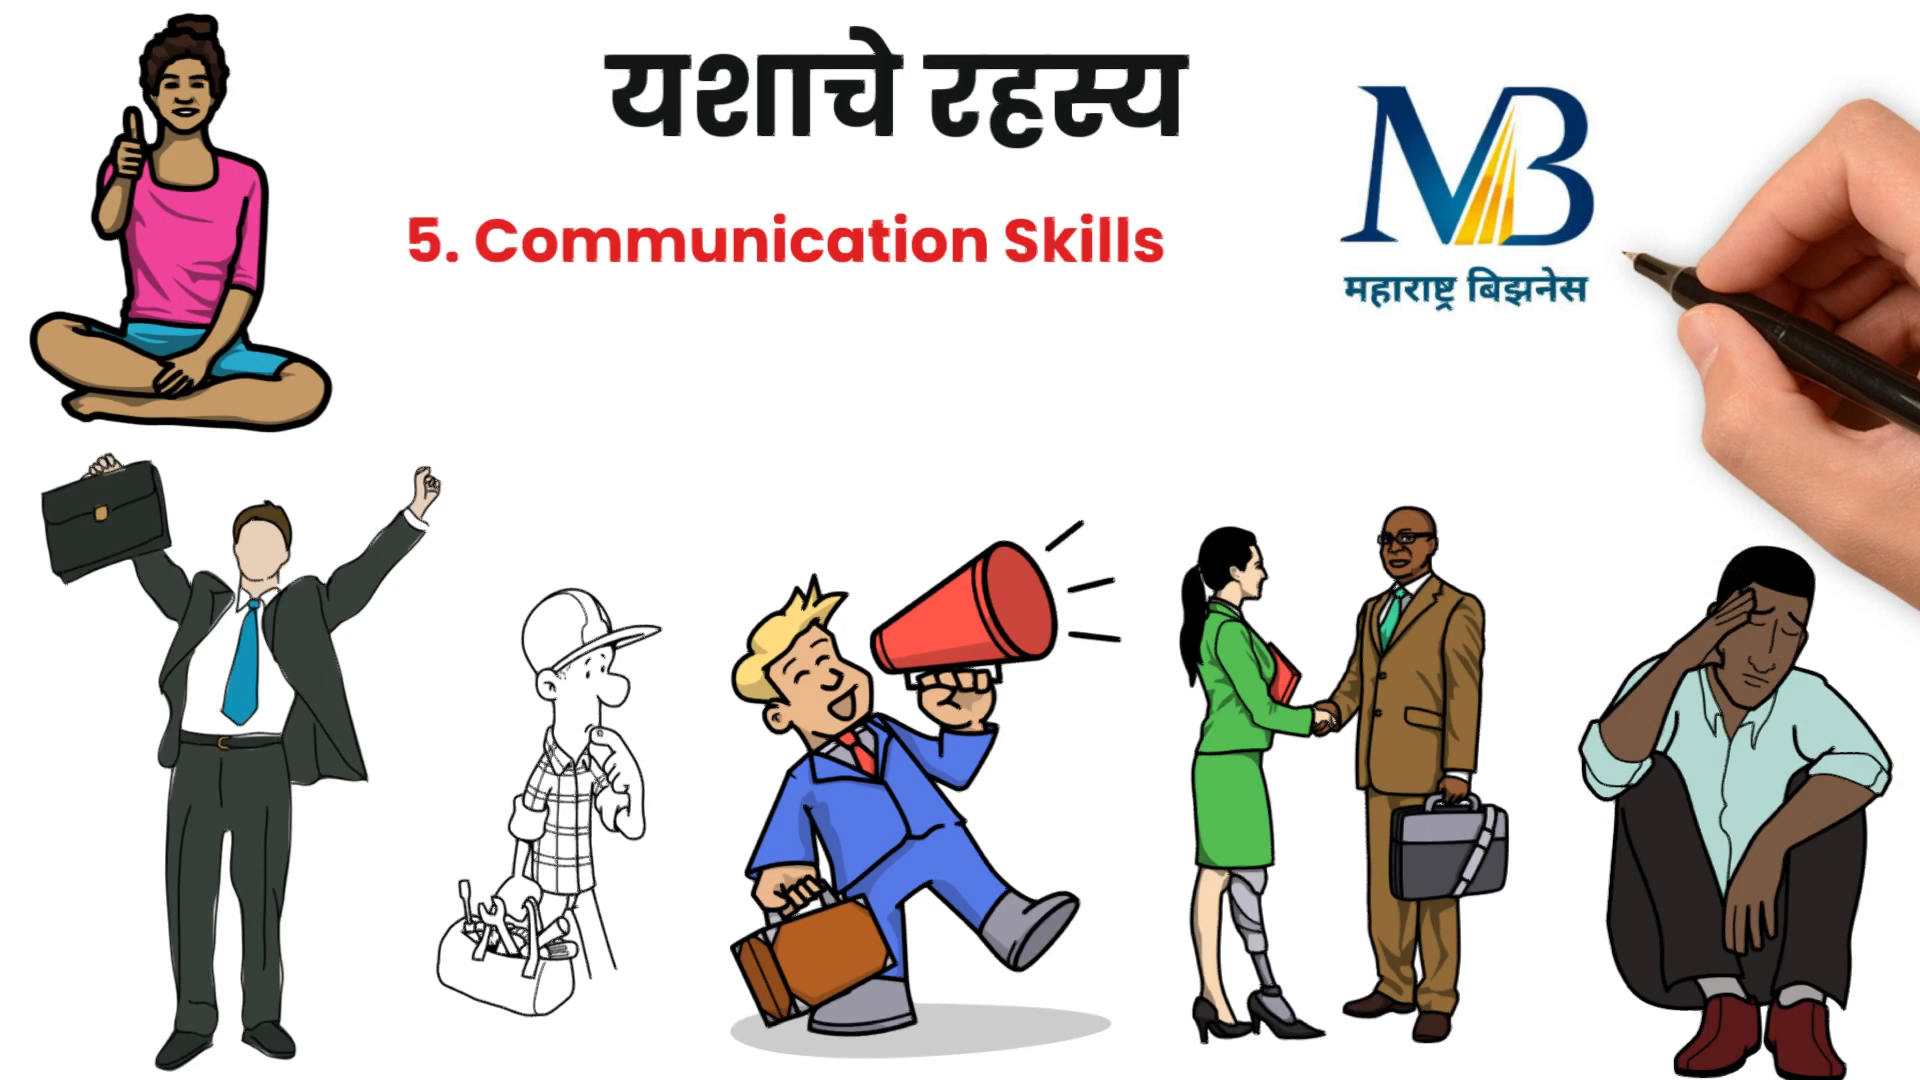 यशाचे रहस्य
5. Communication Skills
MB
महाराष्ट्र बिझनेस